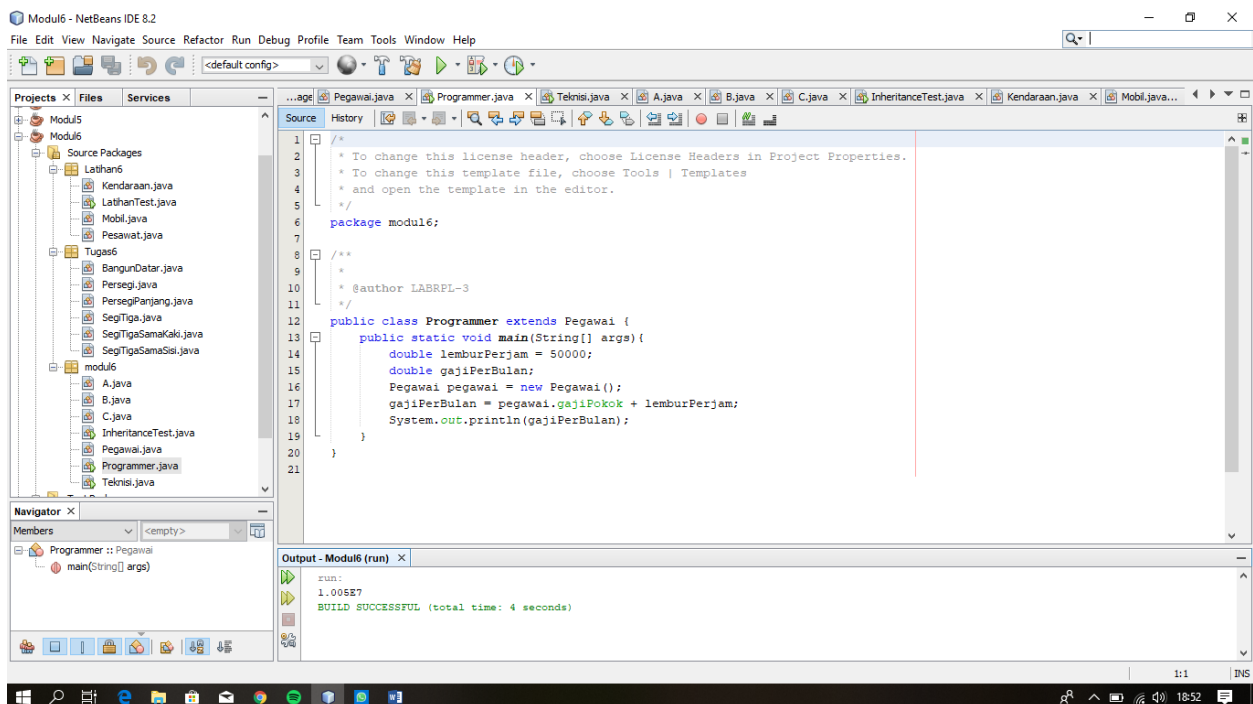 Modul6 - NetBeans IDE 8.2
File Edit View Navigate Source Refactor Run Debug Profile Team Tools Window Help
<default config>
Projects Files Services
...age Pegawai.java Programmer.java Teknisi.java A.java B.java C.java InheritanceTest.java Kendaraan.java Mobil.java...
Source History
Modul5
Modul6
Source Packages
Latihan6
Kendaraan.java
LatihanTest.java
Mobil.java
Pesawat.java
Tugas6
BangunDatar.java
Persegi.java
PersegiPanjang.java
SegiTiga.java
SegiTigaSamaKaki.java
SegiTigaSamaSisi.java
modul6
A.java
B.java
C.java
InheritanceTest.java
Pegawai.java
Programmer.java
Teknisi.java
1 /*
2 * To change this license header, choose License Headers in Project Properties.
3 * To change this template file, choose Tools | Templates
4 * and open the template in the editor.
5 */
6 package modul6;
7
8 /**
9 *
10 * @author LABRPL-3
11 */
12 public class Programmer extends Pegawai {
13 public static void main(String[] args){
14 double lemburPerjam = 50000;
15 double gajiPerBulan;
16 Pegawai pegawai = new Pegawai();
17 gajiPerBulan = pegawai.gajiPokok + lemburPerjam;
18 System.out.println(gajiPerBulan);
19 }
20 }
21
Navigator
Members <empty>
Programmer :: Pegawai
main(String[] args)
Output - Modul6 (run)
run:
1.005E7
BUILD SUCCESSFUL (total time: 4 seconds)
1:1 INS
18:52